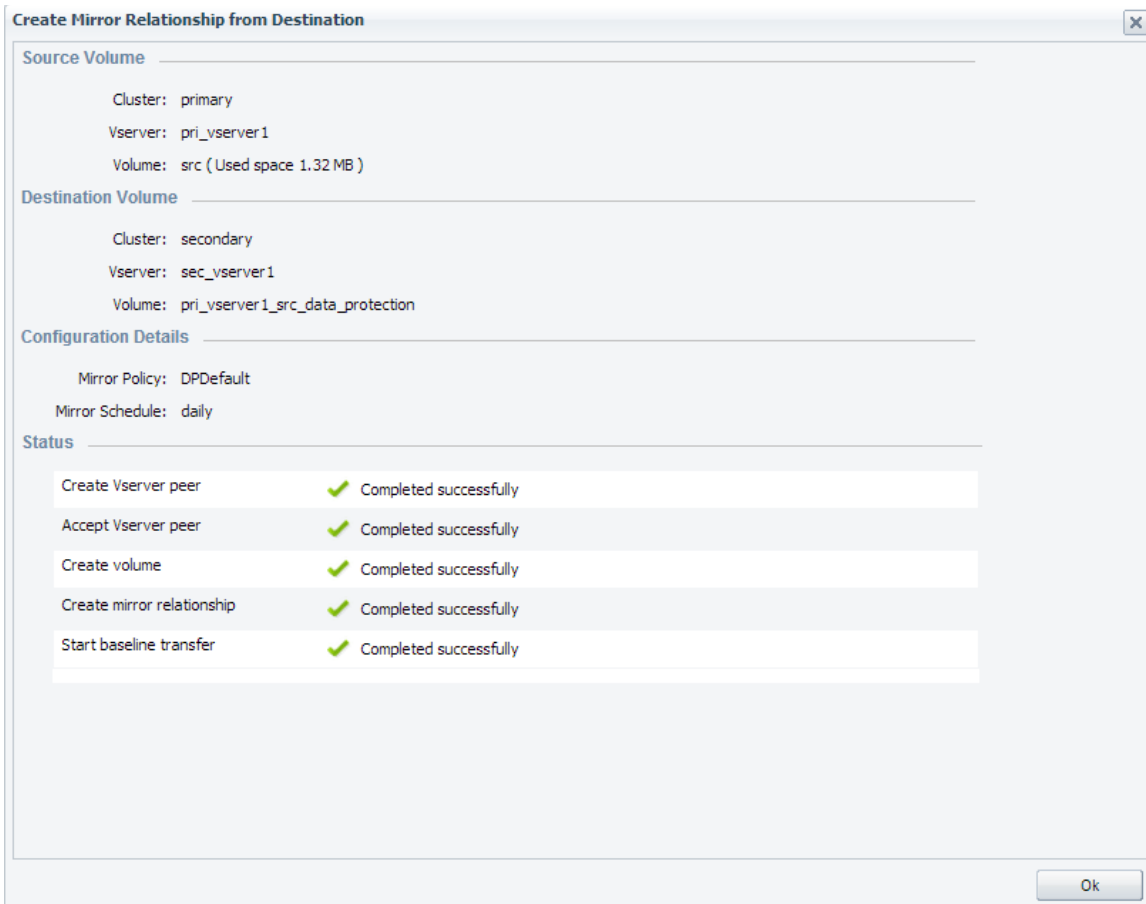 Create Mirror Relationship from Destination
Source Volume
Cluster: primary
Vserver: pri_vserver1
Volume: src ( Used space 1.32 MB )
Destination Volume
Cluster: secondary
Vserver: sec_vserver1
Volume: pri_vserver1_src_data_protection
Configuration Details
Mirror Policy: DPDefault
Mirror Schedule: daily
Status
Create Vserver peer Completed successfully
Accept Vserver peer Completed successfully
Create volume Completed successfully
Create mirror relationship Completed successfully
Start baseline transfer Completed successfully
Ok